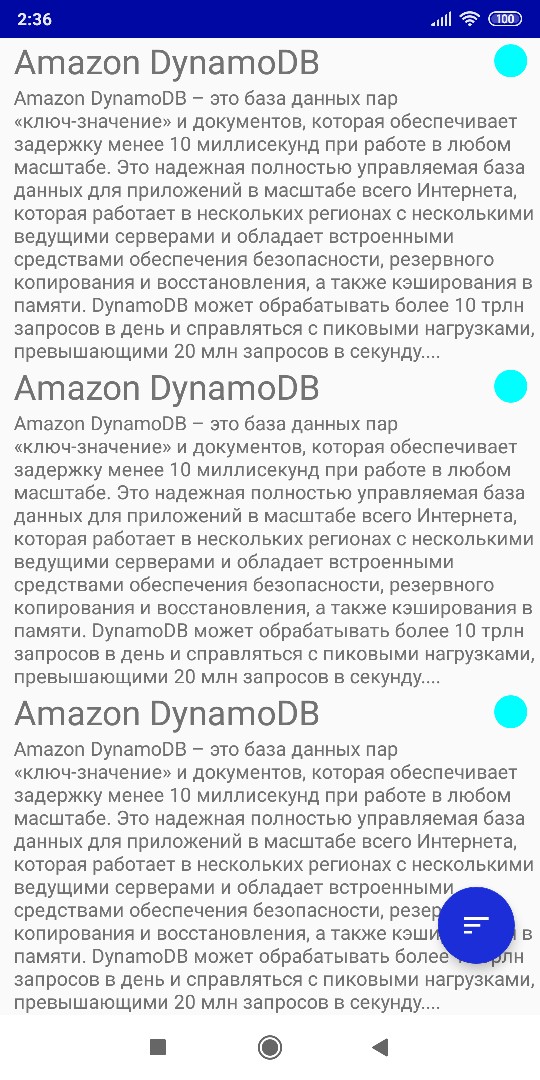 2:36
100
Amazon DynamoDB
Amazon DynamoDB – это база данных пар
«ключ-значение» и документов, которая обеспечивает
задержку менее 10 миллисекунд при работе в любом
масштабе. Это надежная полностью управляемая база
данных для приложений в масштабе всего Интернета,
которая работает в нескольких регионах с несколькими
ведущими серверами и обладает встроенными
средствами обеспечения безопасности, резервного
копирования и восстановления, а также кэширования в
памяти. DynamoDB может обрабатывать более 10 трлн
запросов в день и справляться с пиковыми нагрузками,
превышающими 20 млн запросов в секунду....
Amazon DynamoDB
Amazon DynamoDB – это база данных пар
«ключ-значение» и документов, которая обеспечивает
задержку менее 10 миллисекунд при работе в любом
масштабе. Это надежная полностью управляемая база
данных для приложений в масштабе всего Интернета,
которая работает в нескольких регионах с несколькими
ведущими серверами и обладает встроенными
средствами обеспечения безопасности, резервного
копирования и восстановления, а также кэширования в
памяти. DynamoDB может обрабатывать более 10 трлн
запросов в день и справляться с пиковыми нагрузками,
превышающими 20 млн запросов в секунду....
Amazon DynamoDB
Amazon DynamoDB – это база данных пар
«ключ-значение» и документов, которая обеспечивает
задержку менее 10 миллисекунд при работе в любом
масштабе. Это надежная полностью управляемая база
данных для приложений в масштабе всего Интернета,
которая работает в нескольких регионах с несколькими
ведущими серверами и обладает встроенными
средствами обеспечения безопасности, резер
копирования и восстановления, а также кэши в
памяти. DynamoDB может обрабатывать более рлн
запросов в день и справляться с пиковыми нагрузками,
превышающими 20 млн запросов в секунду....